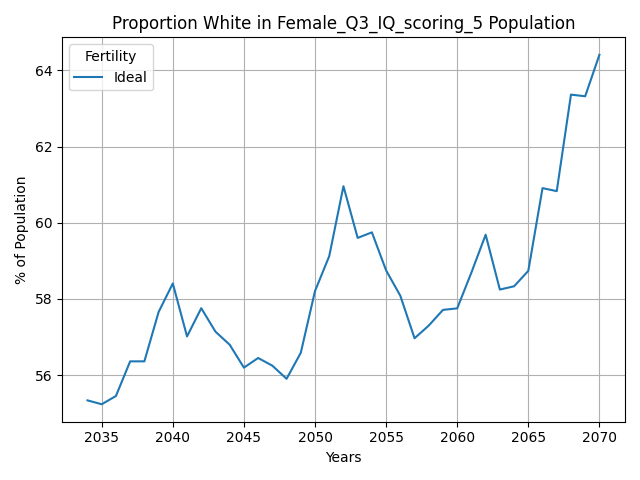 Proportion White in Female_Q3_IQ_scoring_5 Population
Fertility
Ideal
% of Population
64
62
60
58
56
2035 2040 2045 2050 2055 2060 2065 2070
Years